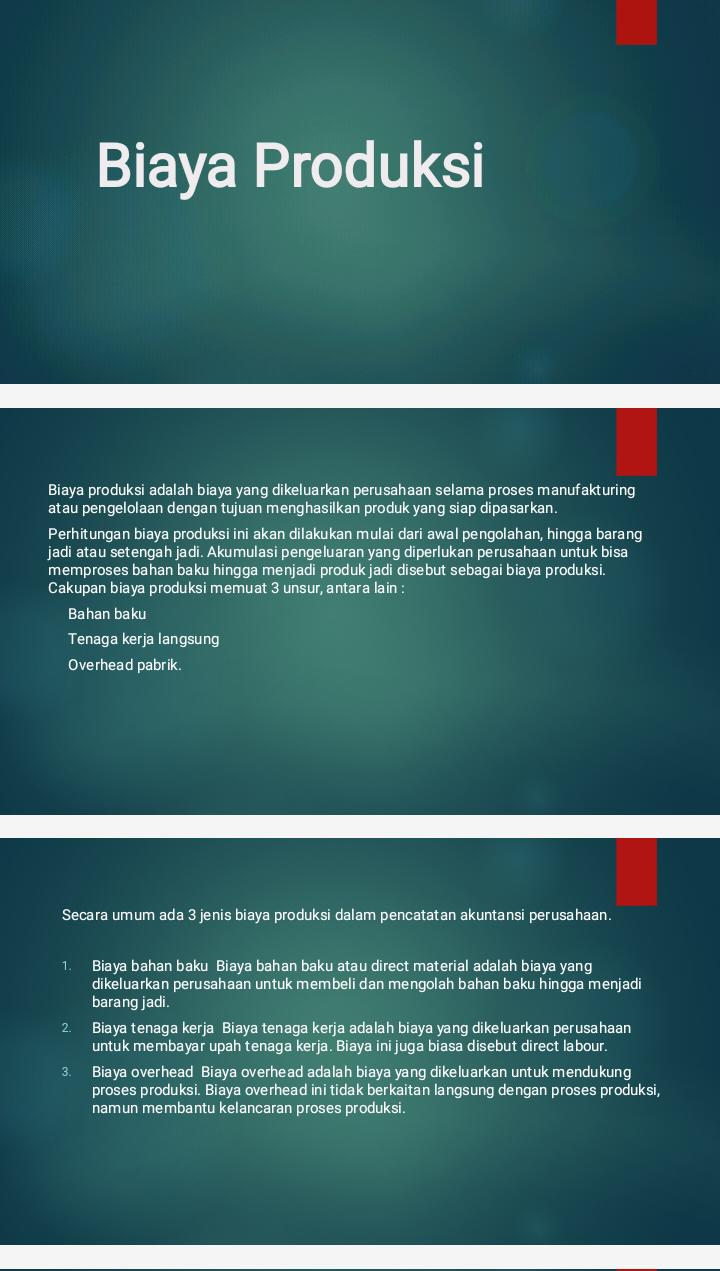 Biaya Produksi
Biaya produksi adalah biaya yang dikeluarkan perusahaan selama proses manufakturing
atau pengelolaan dengan tujuan menghasilkan produk yang siap dipasarkan.
Perhitungan biaya produksi ini akan dilakukan mulai dari awal pengolahan, hingga barang
jadi atau setengah jadi. Akumulasi pengeluaran yang diperlukan perusahaan untuk bisa
memproses bahan baku hingga menjadi produk jadi disebut sebagai biaya produksi.
Cakupan biaya produksi memuat 3 unsur, antara lain :
Bahan baku
Tenaga kerja langsung
Overhead pabrik.
Secara umum ada 3 jenis biaya produksi dalam pencatatan akuntansi perusahaan.
1. Biaya bahan baku  Biaya bahan baku atau direct material adalah biaya yang
dikeluarkan perusahaan untuk membeli dan mengolah bahan baku hingga menjadi
barang jadi.
2. Biaya tenaga kerja  Biaya tenaga kerja adalah biaya yang dikeluarkan perusahaan
untuk membayar upah tenaga kerja. Biaya ini juga biasa disebut direct labour.
3. Biaya overhead  Biaya overhead adalah biaya yang dikeluarkan untuk mendukung
proses produksi. Biaya overhead ini tidak berkaitan langsung dengan proses produksi,
namun membantu kelancaran proses produksi.